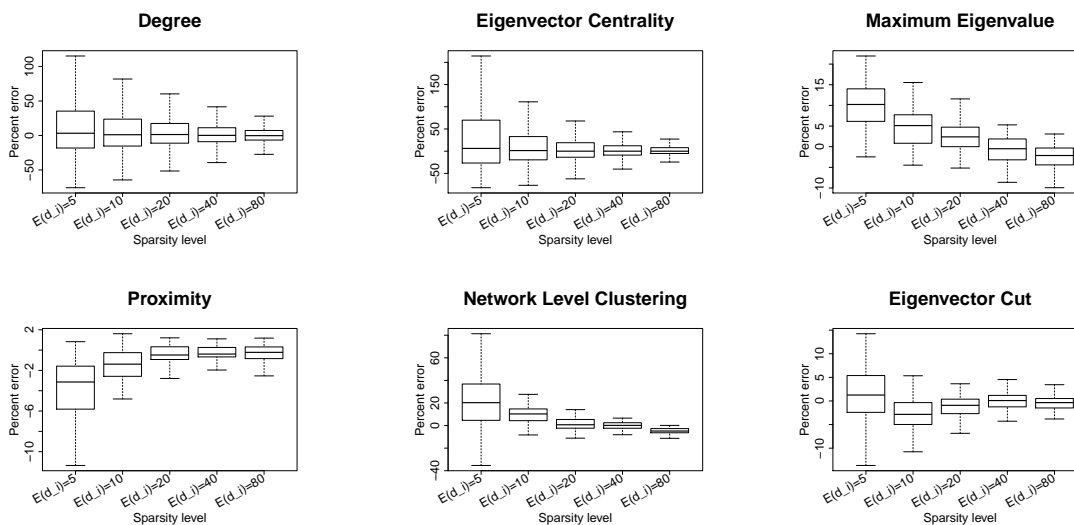 Degree
Percent error
100
50
0
−50
E(d_i)=5
E(d_i)=10
E(d_i)=20
E(d_i)=40
E(d_i)=80
Sparsity level
Eigenvector Centrality
Percent error
150
50
−50
E(d_i)=5
E(d_i)=10
E(d_i)=20
E(d_i)=40
E(d_i)=80
Sparsity level
Maximum Eigenvalue
Percent error
15
5
0
−10
E(d_i)=5
E(d_i)=10
E(d_i)=20
E(d_i)=40
E(d_i)=80
Sparsity level
Proximity
Percent error
2
−2
−6
−10
E(d_i)=5
E(d_i)=10
E(d_i)=20
E(d_i)=40
E(d_i)=80
Sparsity level
Network Level Clustering
Percent error
60
20
0
−40
E(d_i)=5
E(d_i)=10
E(d_i)=20
E(d_i)=40
E(d_i)=80
Sparsity level
Eigenvector Cut
Percent error
15
5
0
−10
E(d_i)=5
E(d_i)=10
E(d_i)=20
E(d_i)=40
E(d_i)=80
Sparsity level